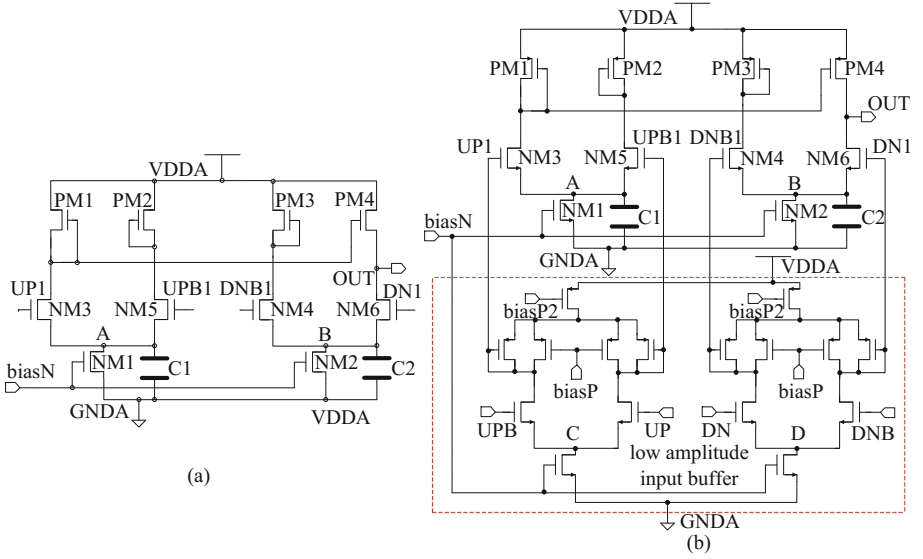 VDDA
PM1
PM2
PM3
PM4
OUT
UP1
NM3
NM5
UPB1
DNB1
NM4
NM6
DN1
A
B
NM1
C1
NM2
C2
biasN
GNDA
VDDA
(a)
VDDA
PM1
PM2
PM3
PM4
OUT
UP1
NM3
NM5
UPB1
DNB1
NM4
NM6
DN1
A
B
NM1
C1
NM2
C2
biasN
GNDA
VDDA
biasP2
biasP2
biasP
biasP
UPB
UP
DN
DNB
C
D
low amplitude
input buffer
GNDA
(b)